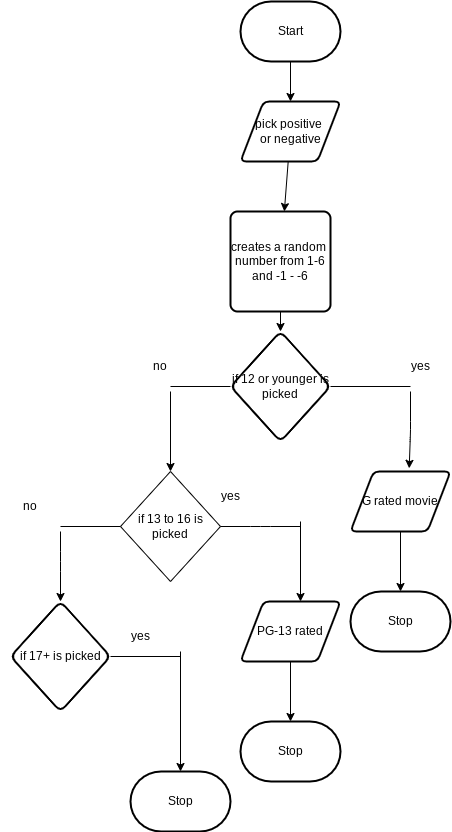 Start
pick positive
or negative
creates a random
number from 1-6
and -1 - -6
no
yes
if 12 or younger is
picked
no
yes
if 13 to 16 is
picked
G rated movie
yes
if 17+ is picked
PG-13 rated
Stop
Stop
Stop